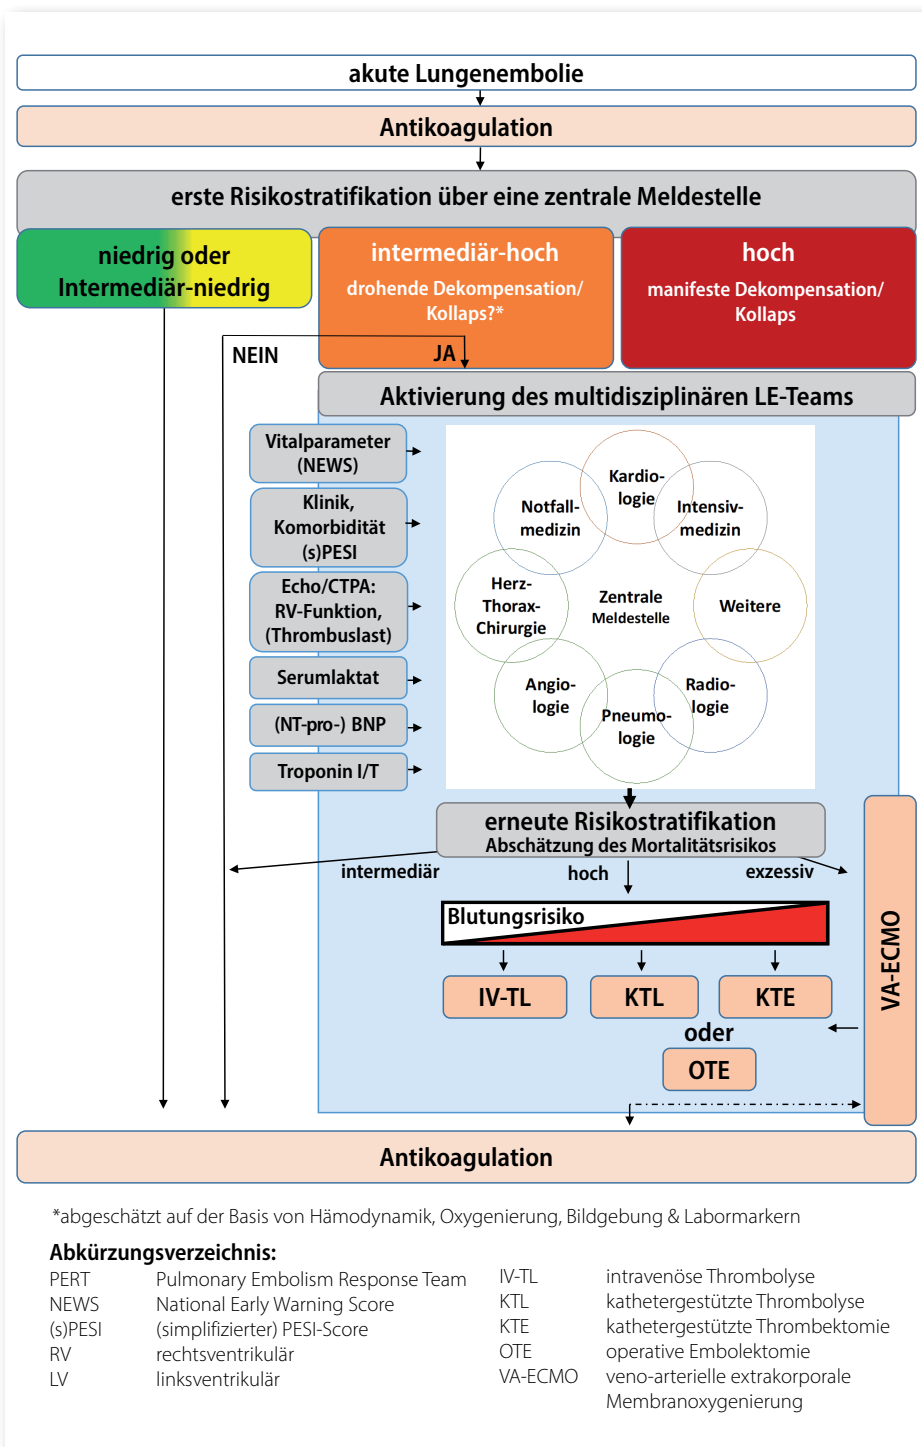 akute Lungenembolie
Antikoagulation
erste Risikostratifikation über eine zentrale Meldestelle
niedrig oder
Intermediär-niedrig
intermediär-hoch
drohende Dekompensation/
Kollaps?*
hoch
manifeste Dekompensation/
Kollaps
NEIN
JA
Aktivierung des multidisziplinären LE-Teams
Vitalparameter
(NEWS)
Klinik,
Komorbidität
(s)PESI
Echo/CTPA:
RV-Funktion,
(Thrombuslast)
Serumlaktat
(NT-pro-) BNP
Troponin I/T
Kardio-
logie
Notfall-
medizin
Intensiv-
medizin
Herz-
Thorax-
Chirurgie
Zentrale
Meldestelle
Weitere
Angio-
logie
Radio-
logie
Pneumo-
logie
erneute Risikostratifikation
Abschätzung des Mortalitätsrisikos
intermediär
hoch
exzessiv
Blutungsrisiko
IV-TL
KTL
KTE
oder
OTE
VA-ECMO
Antikoagulation
*abgeschätzt auf der Basis von Hämodynamik, Oxygenierung, Bildgebung & Labormarkern
Abkürzungsverzeichnis:
PERT Pulmonary Embolism Response Team
NEWS National Early Warning Score
(s)PESI (simplifizierter) PESI-Score
RV rechtsventrikulär
LV linksventrikulär
IV-TL intravenöse Thrombolyse
KTL kathetergestützte Thrombolyse
KTE kathetergestützte Thrombektomie
OTE operative Embolektomie
VA-ECMO veno-arterielle extrakorporale
Membranoxygenierung